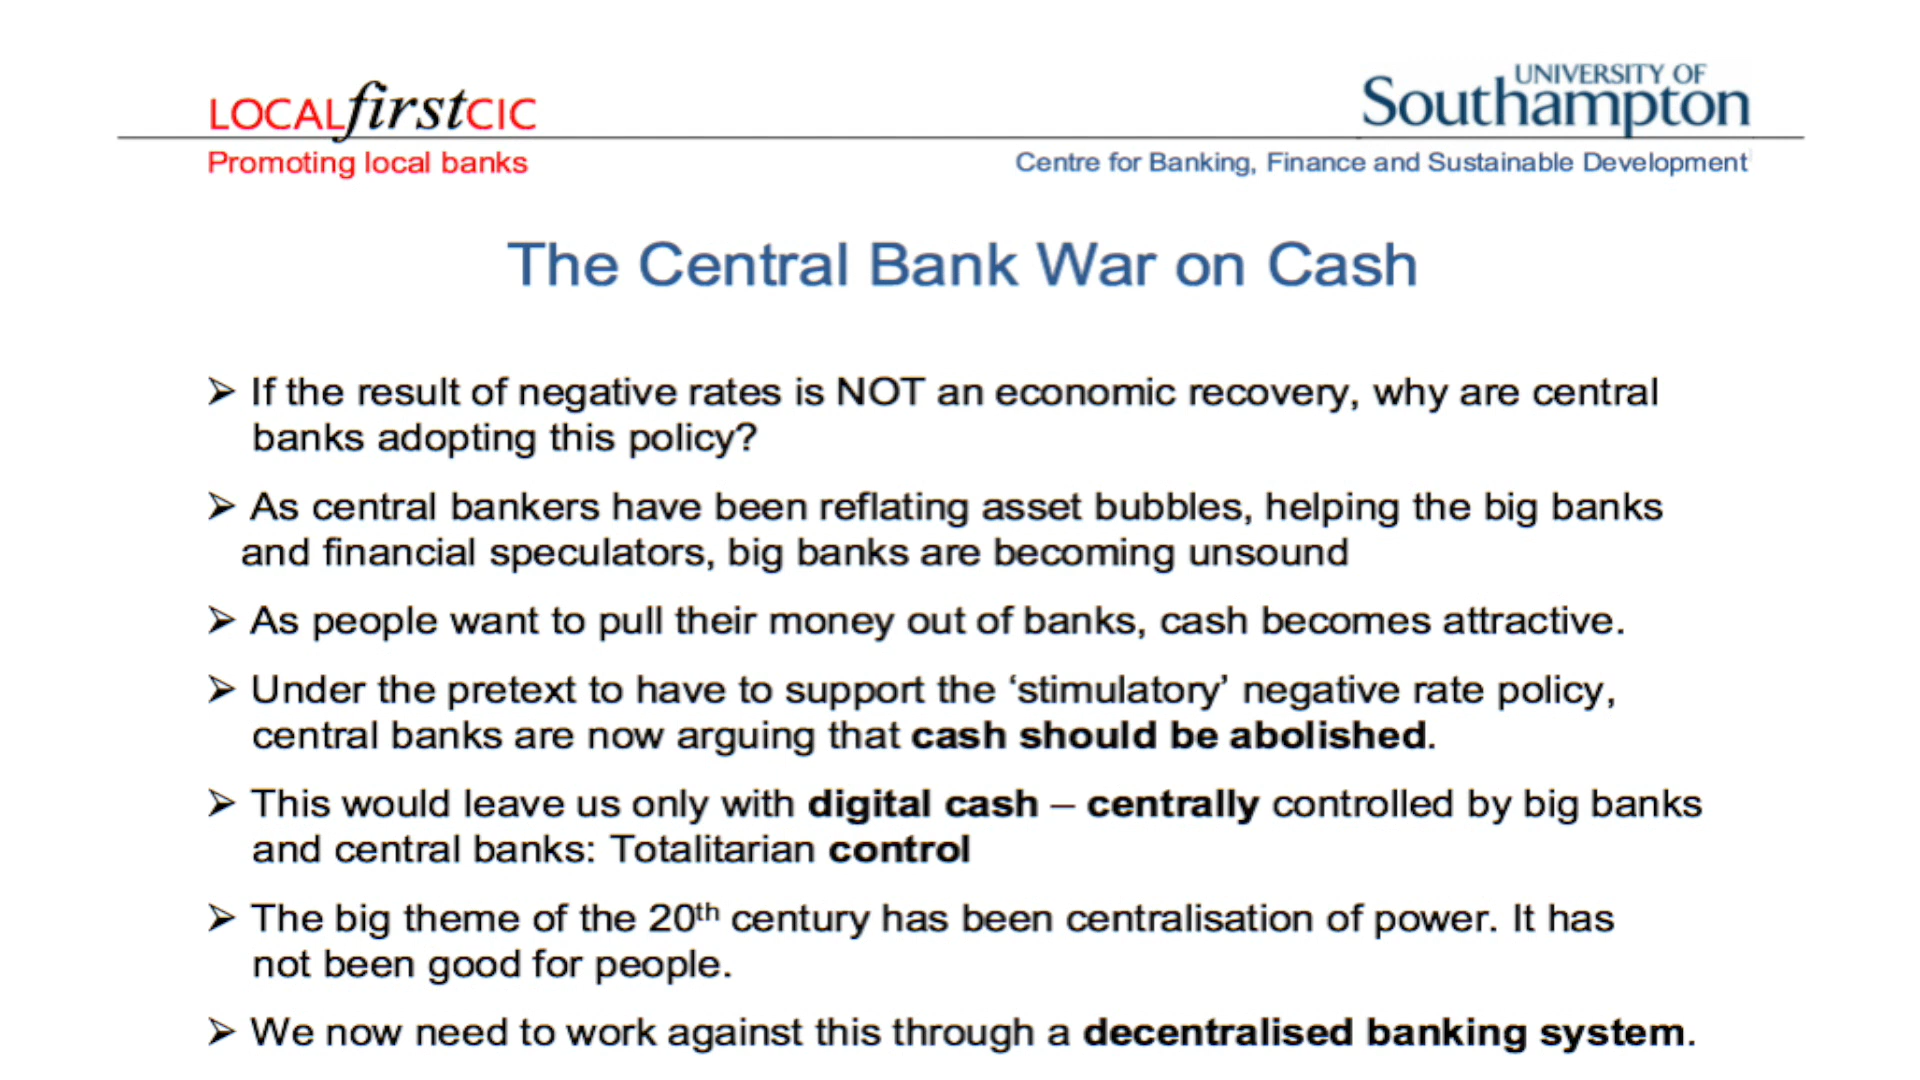 LOCALfirstCIC
Promoting local banks
UNIVERSITY OF
Southampton
Centre for Banking, Finance and Sustainable Development
The Central Bank War on Cash
➢ If the result of negative rates is NOT an economic recovery, why are central
banks adopting this policy?
➢ As central bankers have been reflating asset bubbles, helping the big banks
and financial speculators, big banks are becoming unsound
➢ As people want to pull their money out of banks, cash becomes attractive.
➢ Under the pretext to have to support the ‘stimulatory’ negative rate policy,
central banks are now arguing that cash should be abolished.
➢ This would leave us only with digital cash – centrally controlled by big banks
and central banks: Totalitarian control
➢ The big theme of the 20th century has been centralisation of power. It has
not been good for people.
➢ We now need to work against this through a decentralised banking system.